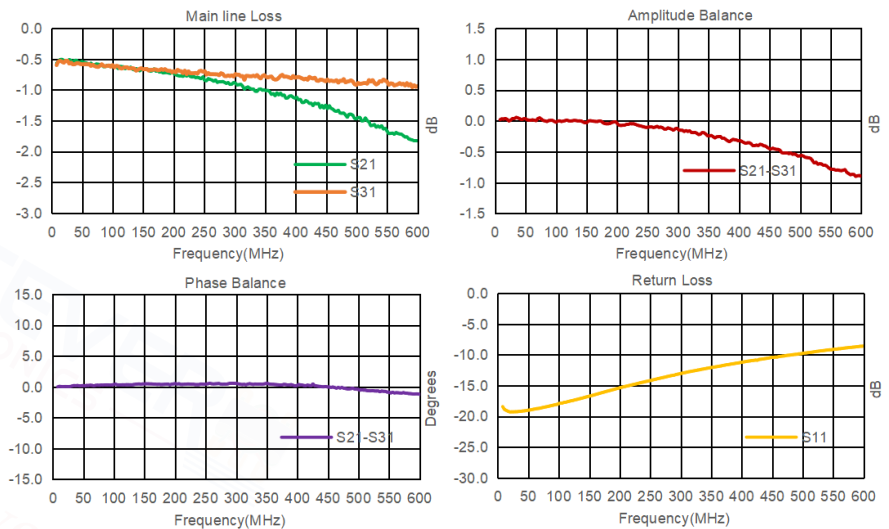 Main line Loss
0.0
-0.5
-1.0
-1.5
-2.0
-2.5
-3.0
S21
S31
dB
0 50 100 150 200 250 300 350 400 450 500 550 600
Frequency(MHz)
Amplitude Balance
1.5
1.0
0.5
0.0
-0.5
-1.0
-1.5
S21-S31
dB
0 50 100 150 200 250 300 350 400 450 500 550 600
Frequency(MHz)
Phase Balance
15.0
10.0
5.0
0.0
-5.0
-10.0
-15.0
S21-S31
Degrees
0 50 100 150 200 250 300 350 400 450 500 550 600
Frequency(MHz)
Return Loss
0.0
-5.0
-10.0
-15.0
-20.0
-25.0
-30.0
S11
dB
0 50 100 150 200 250 300 350 400 450 500 550 600
Frequency(MHz)